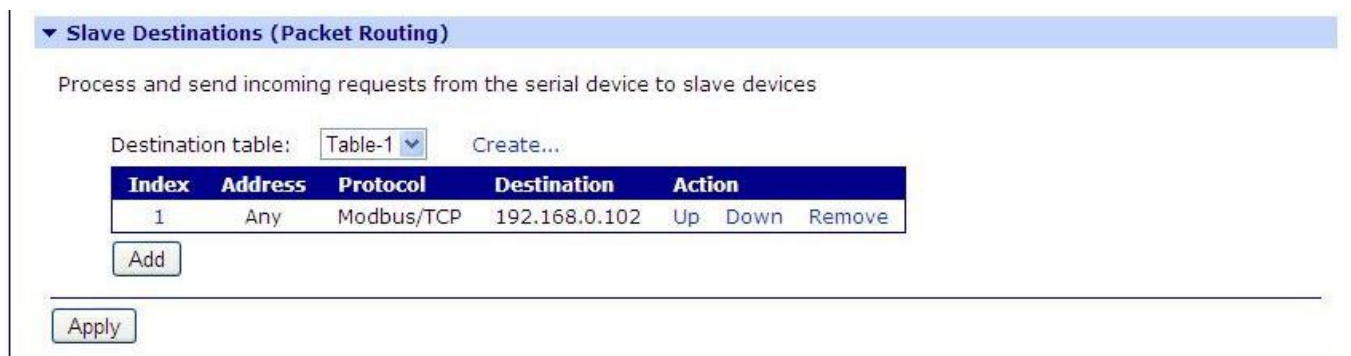 Slave Destinations (Packet Routing)
Process and send incoming requests from the serial device to slave devices
Destination table: Table-1 Create...
Index Address Protocol Destination Action
1 Any Modbus/TCP 192.168.0.102 Up Down Remove
Add
Apply